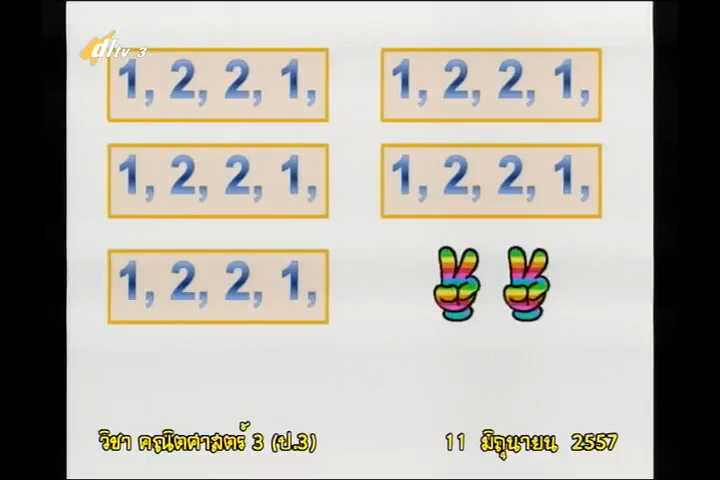 dltv 3
1, 2, 2, 1, 1, 2, 2, 1,
1, 2, 2, 1, 1, 2, 2, 1,
1, 2, 2, 1,
วิชา คณิตศาสตร์ 3 (ป.3) 11 มิถุนายน 2557